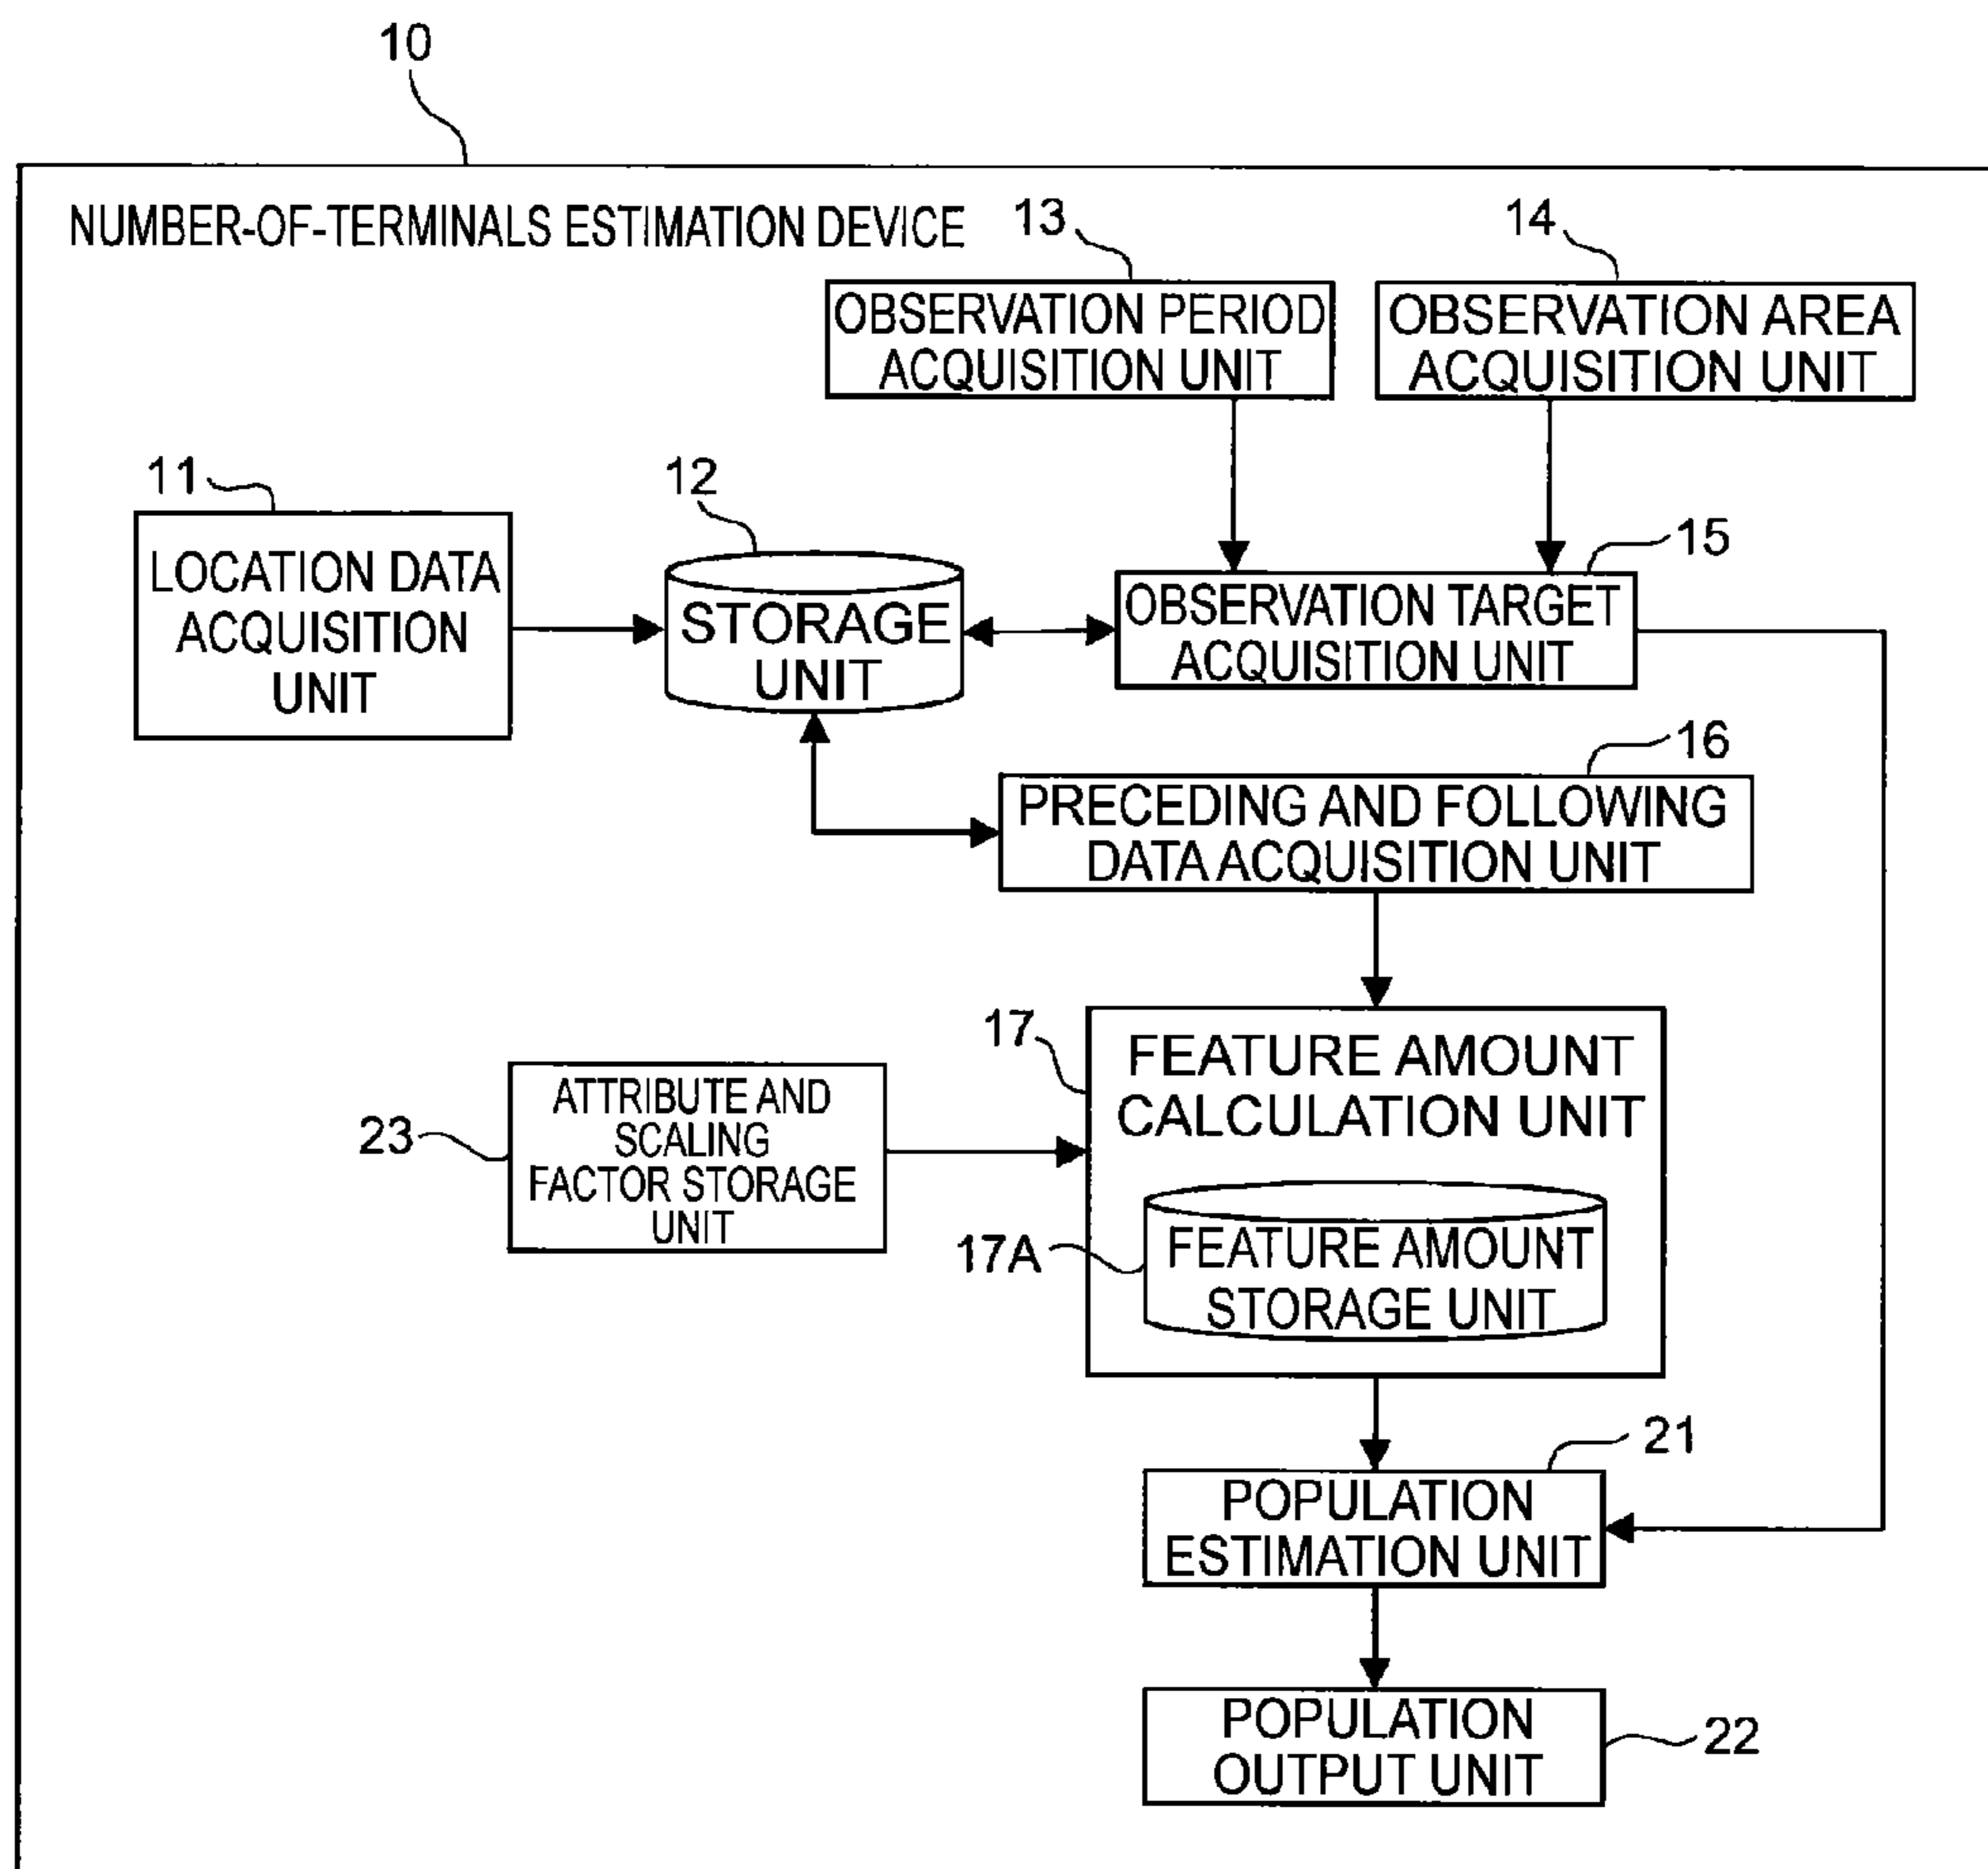 10
NUMBER-OF-TERMINALS ESTIMATION DEVICE
13
14
OBSERVATION PERIOD
ACQUISITION UNIT
OBSERVATION AREA
ACQUISITION UNIT
11
12
15
LOCATION DATA
ACQUISITION
UNIT
STORAGE
UNIT
OBSERVATION TARGET
ACQUISITION UNIT
16
PRECEDING AND FOLLOWING
DATA ACQUISITION UNIT
17
FEATURE AMOUNT
CALCULATION UNIT
23
ATTRIBUTE AND
SCALING
FACTOR STORAGE
UNIT
17A
FEATURE AMOUNT
STORAGE UNIT
21
POPULATION
ESTIMATION UNIT
POPULATION
OUTPUT UNIT
22